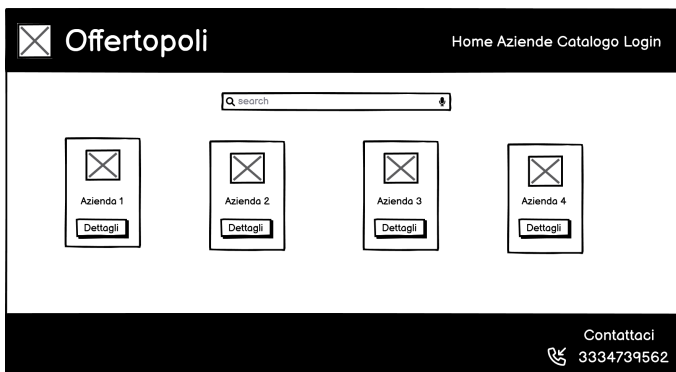 Offertopoli
Home Aziende Catalogo Login
search
Azienda 1
Azienda 2
Azienda 3
Azienda 4
Dettagli
Dettagli
Dettagli
Dettagli
Contattaci
3334739562